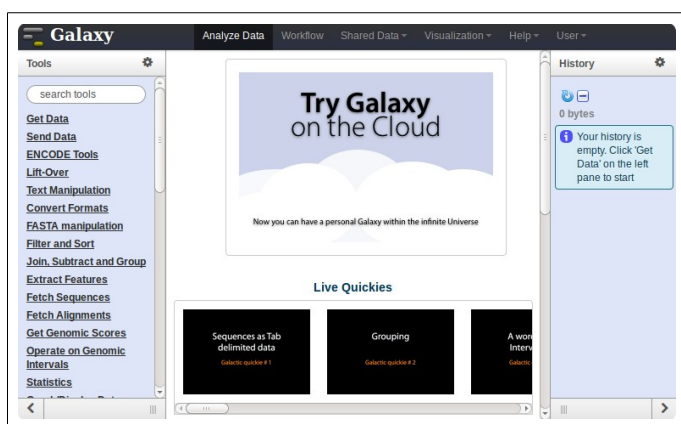 Galaxy
Analyze Data Workflow Shared Data Visualization Help User
Tools
search tools
Get Data
Send Data
ENCODE Tools
Lift-Over
Text Manipulation
Convert Formats
FASTA manipulation
Filter and Sort
Join, Subtract and Group
Extract Features
Fetch Sequences
Fetch Alignments
Get Genomic Scores
Operate on Genomic
Intervals
Statistics
Try Galaxy
on the Cloud
Now you can have a personal Galaxy within the infinite Universe
Live Quickies
Sequences as Tab
delimited data
Galactic quickie # 1
Grouping
Galactic quickie # 2
A wor
Interv
Galactic
History
0 bytes
Your history is
empty. Click 'Get
Data' on the left
pane to start